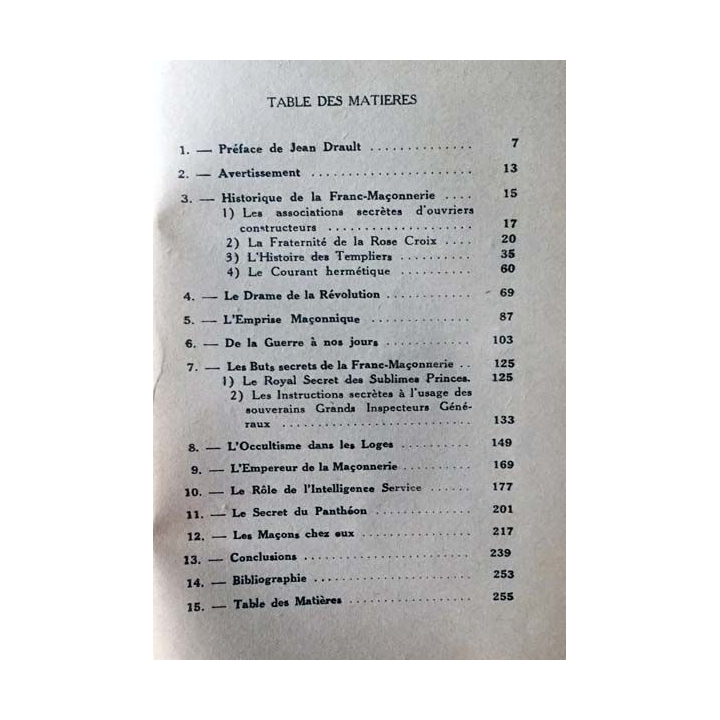 TABLE DES MATIERES
1. — Préface de Jean Drault .............. 7
2. — Avertissement ...................... 13
3. — Historique de la Franc-Maçonnerie .... 15
1) Les associations secrètes d'ouvriers
constructeurs .................... 17
2) La Fraternité de la Rose Croix .... 20
3) L'Histoire des Templiers .......... 35
4) Le Courant hermétique ............ 60
4. — Le Drame de la Révolution ............ 69
5. — L'Emprise Maçonnique .............. 87
6. — De la Guerre à nos jours ............ 103
7. — Les Buts secrets de la Franc-Maçonnerie .. 125
1) Le Royal Secret des Sublimes Princes. 125
2) Les Instructions secrètes à l'usage des
souverains Grands Inspecteurs Géné-
raux .......................... 133
8. — L'Occultisme dans les Loges .......... 149
9. — L'Empereur de la Maçonnerie .......... 169
10. — Le Rôle de l'Intelligence Service ...... 177
11. — Le Secret du Panthéon .............. 201
12. — Les Maçons chez eux ................ 217
13. — Conclusions ........................ 239
14. — Bibliographie ...................... 253
15. — Table des Matières .................. 255